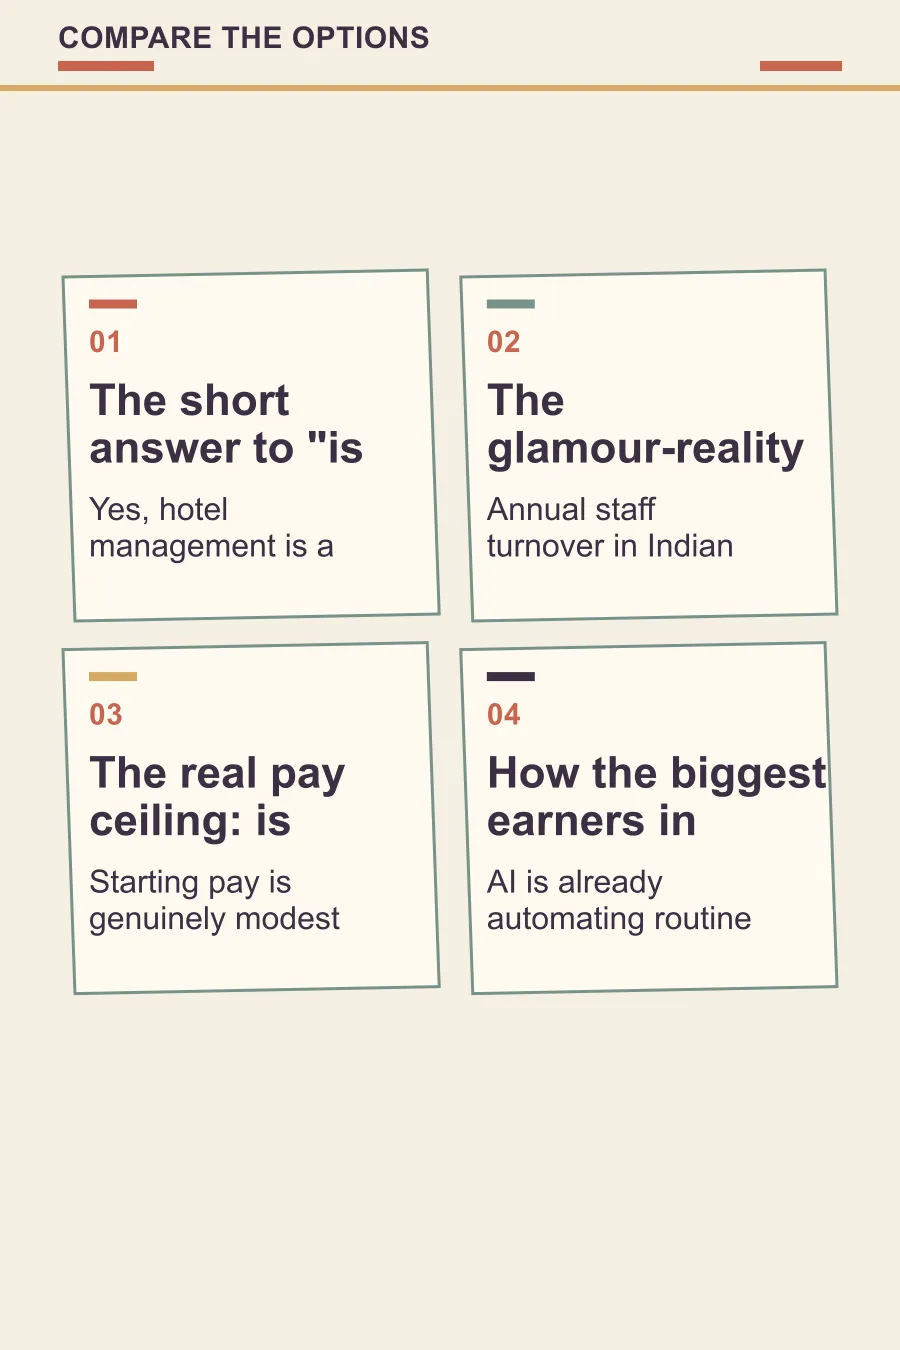 COMPARE THE OPTIONS
01
The short
answer to "is
Yes, hotel
management is a
02
The
glamour-reality
Annual staff
turnover in Indian
03
The real pay
ceiling: is
Starting pay is
genuinely modest
04
How the biggest
earners in
AI is already
automating routine